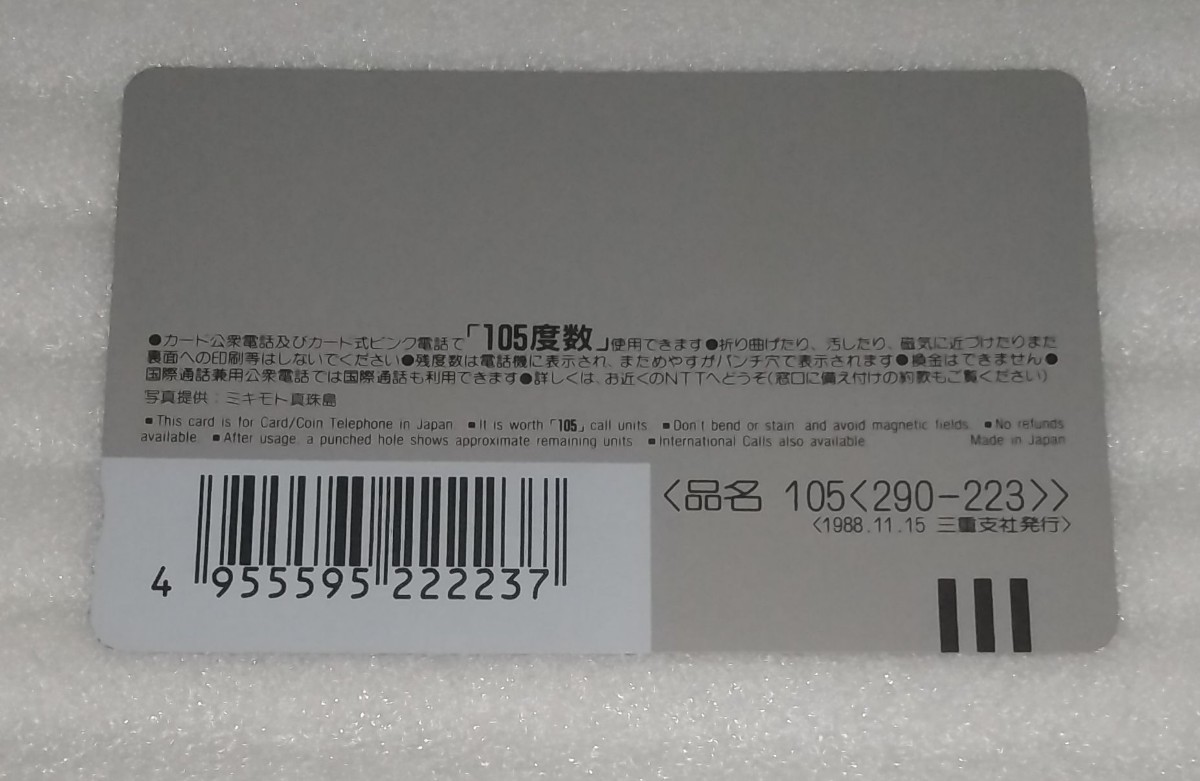 ●カード公衆電話及びカード式ピンク電話で「105度数」使用できます●折り曲げたり、汚したり、磁気に近づけたりまた
裏面への印刷等はしないでください●残度数は電話機に表示され、まためやすがパンチ穴で表示されます●換金はできません●
国際通話兼用公衆電話では国際通話も利用できます●詳しくは、お近くのNTTへどうぞ(窓口に備え付けの約款もご覧ください)
写真提供:ミキモト真珠島
■This card is for Card/Coin Telephone in Japan ■It is worth「105」call units ■Don't bend or stain and avoid magnetic fields. ■No refunds
available. ■After usage, a punched hole shows approximate remaining units ■International Calls also available Made in Japan
<品名 105<290-223>>
<1988.11.15 三重支社発行>
4 955595 222237